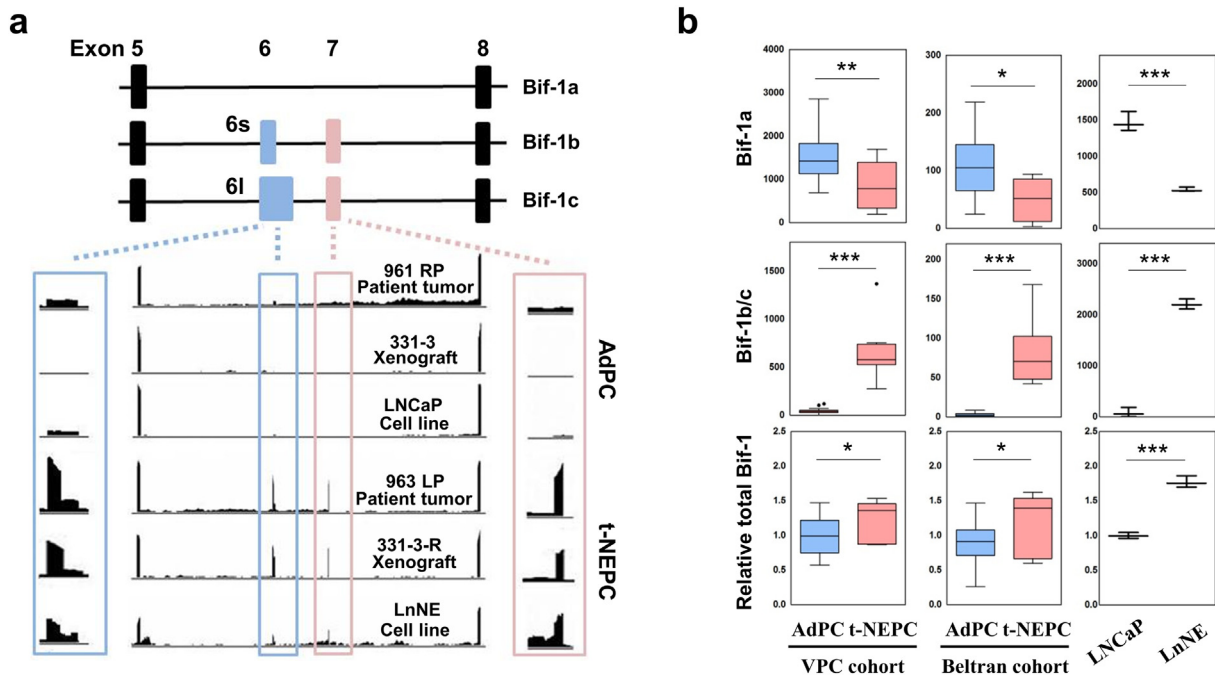 a
Exon 5 6 7 8
Bif-1a
6s
Bif-1b
6l
Bif-1c
961 RP
Patient tumor
331-3
Xenograft
LNCaP
Cell line
AdPC
963 LP
Patient tumor
331-3-R
Xenograft
LnNE
Cell line
t-NEPC
b
Bif-1a
4000
3000
2000
1000
0
**
300
200
100
0
*
2000
1500
1000
500
0
***
Bif-1b/c
1500
1000
500
0
***
200
150
100
50
0
***
3000
2000
1000
0
***
Relative total Bif-1
2.5
2.0
1.5
1.0
0.5
0.0
*
2.5
2.0
1.5
1.0
0.5
0.0
*
2.5
2.0
1.5
1.0
0.5
0.0
***
AdPC t-NEPC
VPC cohort
AdPC t-NEPC
Beltran cohort
LNCaP
LnNE